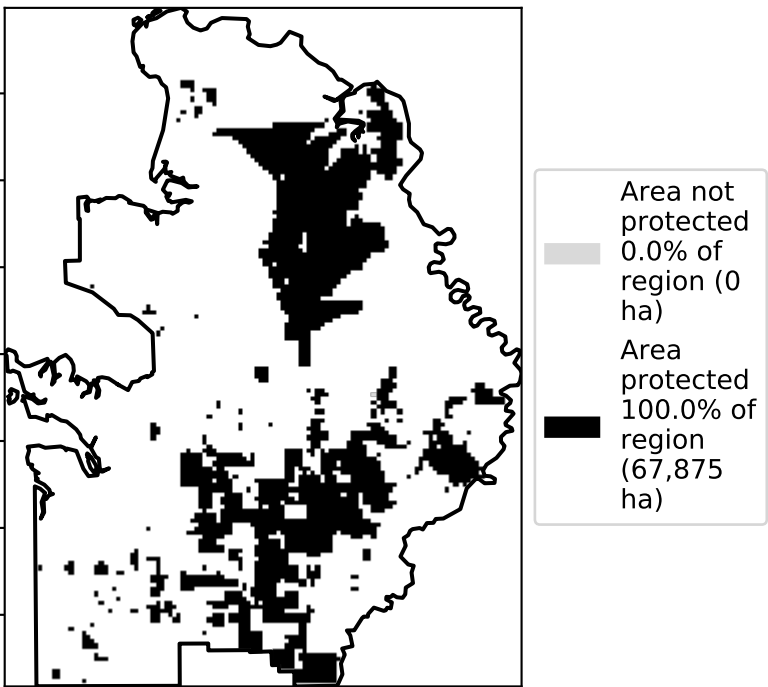 Area not
protected
0.0% of
region (0
ha)
Area
protected
100.0% of
region
(67,875
ha)